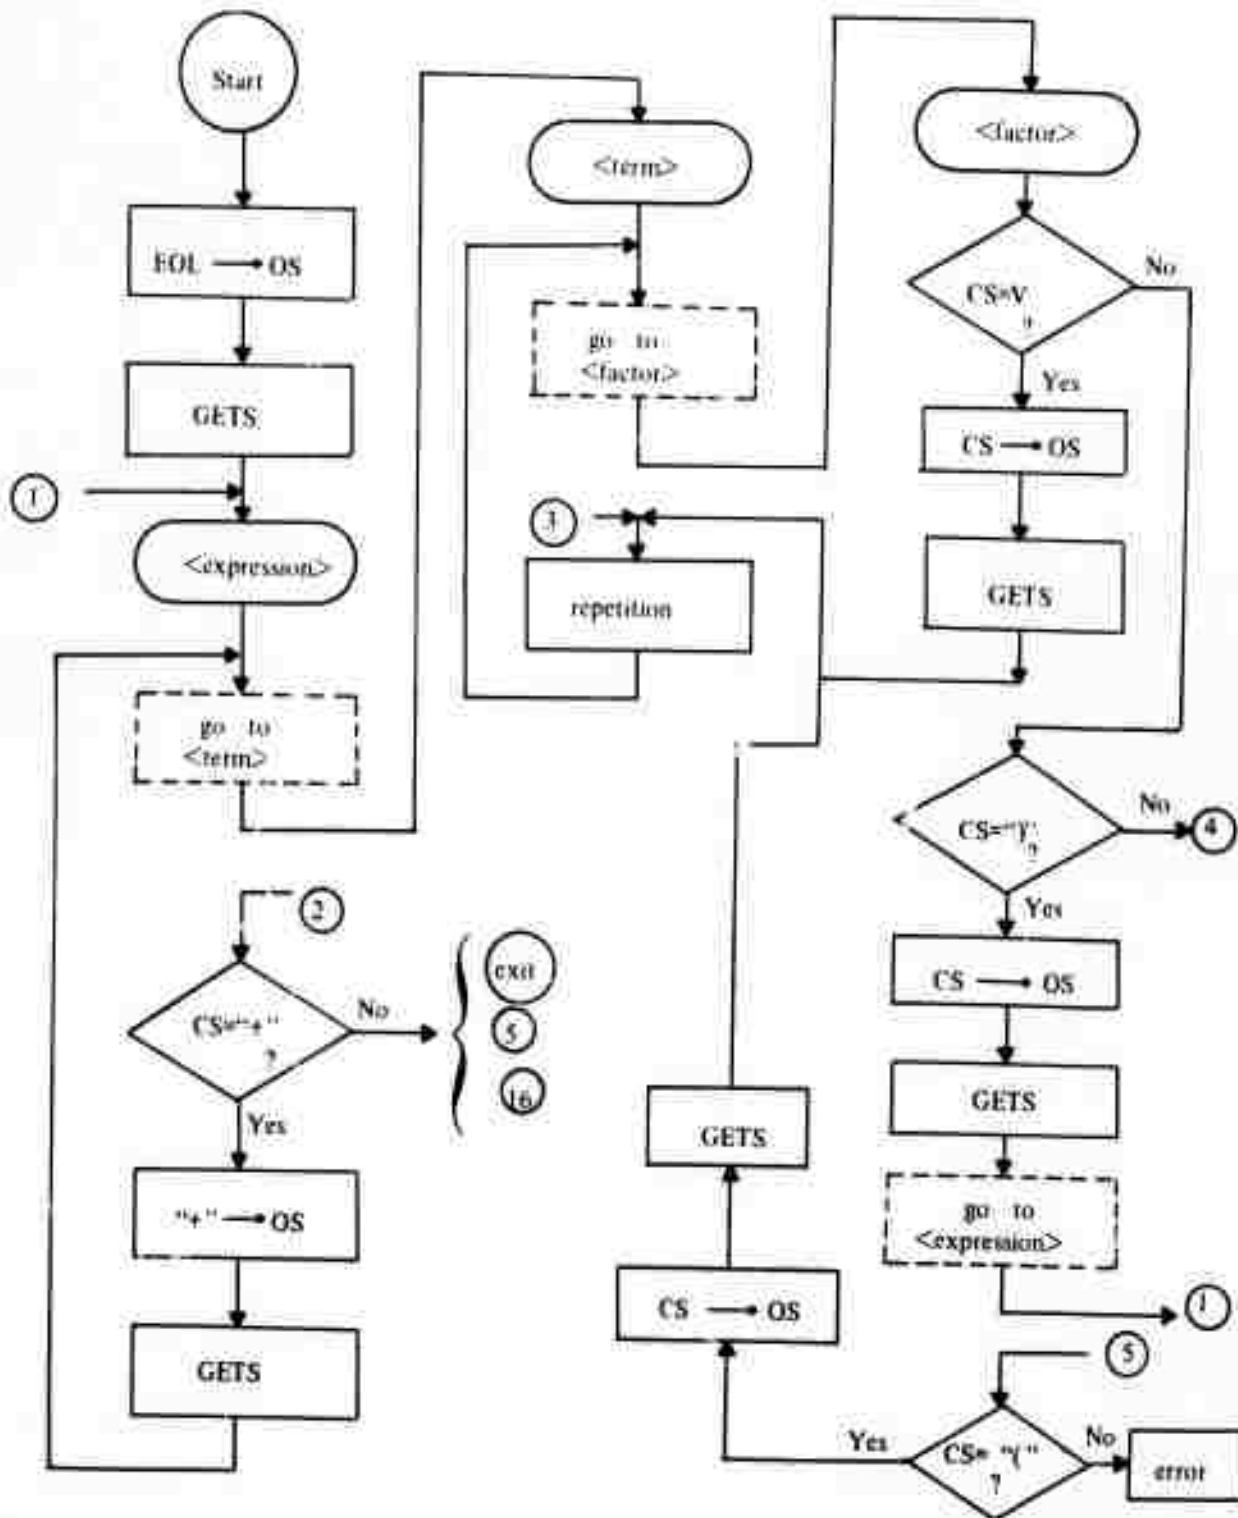 Start
EOL → OS
GETS
1
<expression>
go to
<term>
2
CS="+"
?
No
Yes
exit
5
16
"+" → OS
GETS
<term>
go to
<factor>
3
repetition
GETS
CS → OS
<factor>
CS=V
?
No
Yes
CS → OS
GETS
CS=")"
?
No
4
Yes
CS → OS
GETS
go to
<expression>
1
5
CS= "("
?
Yes
No
error